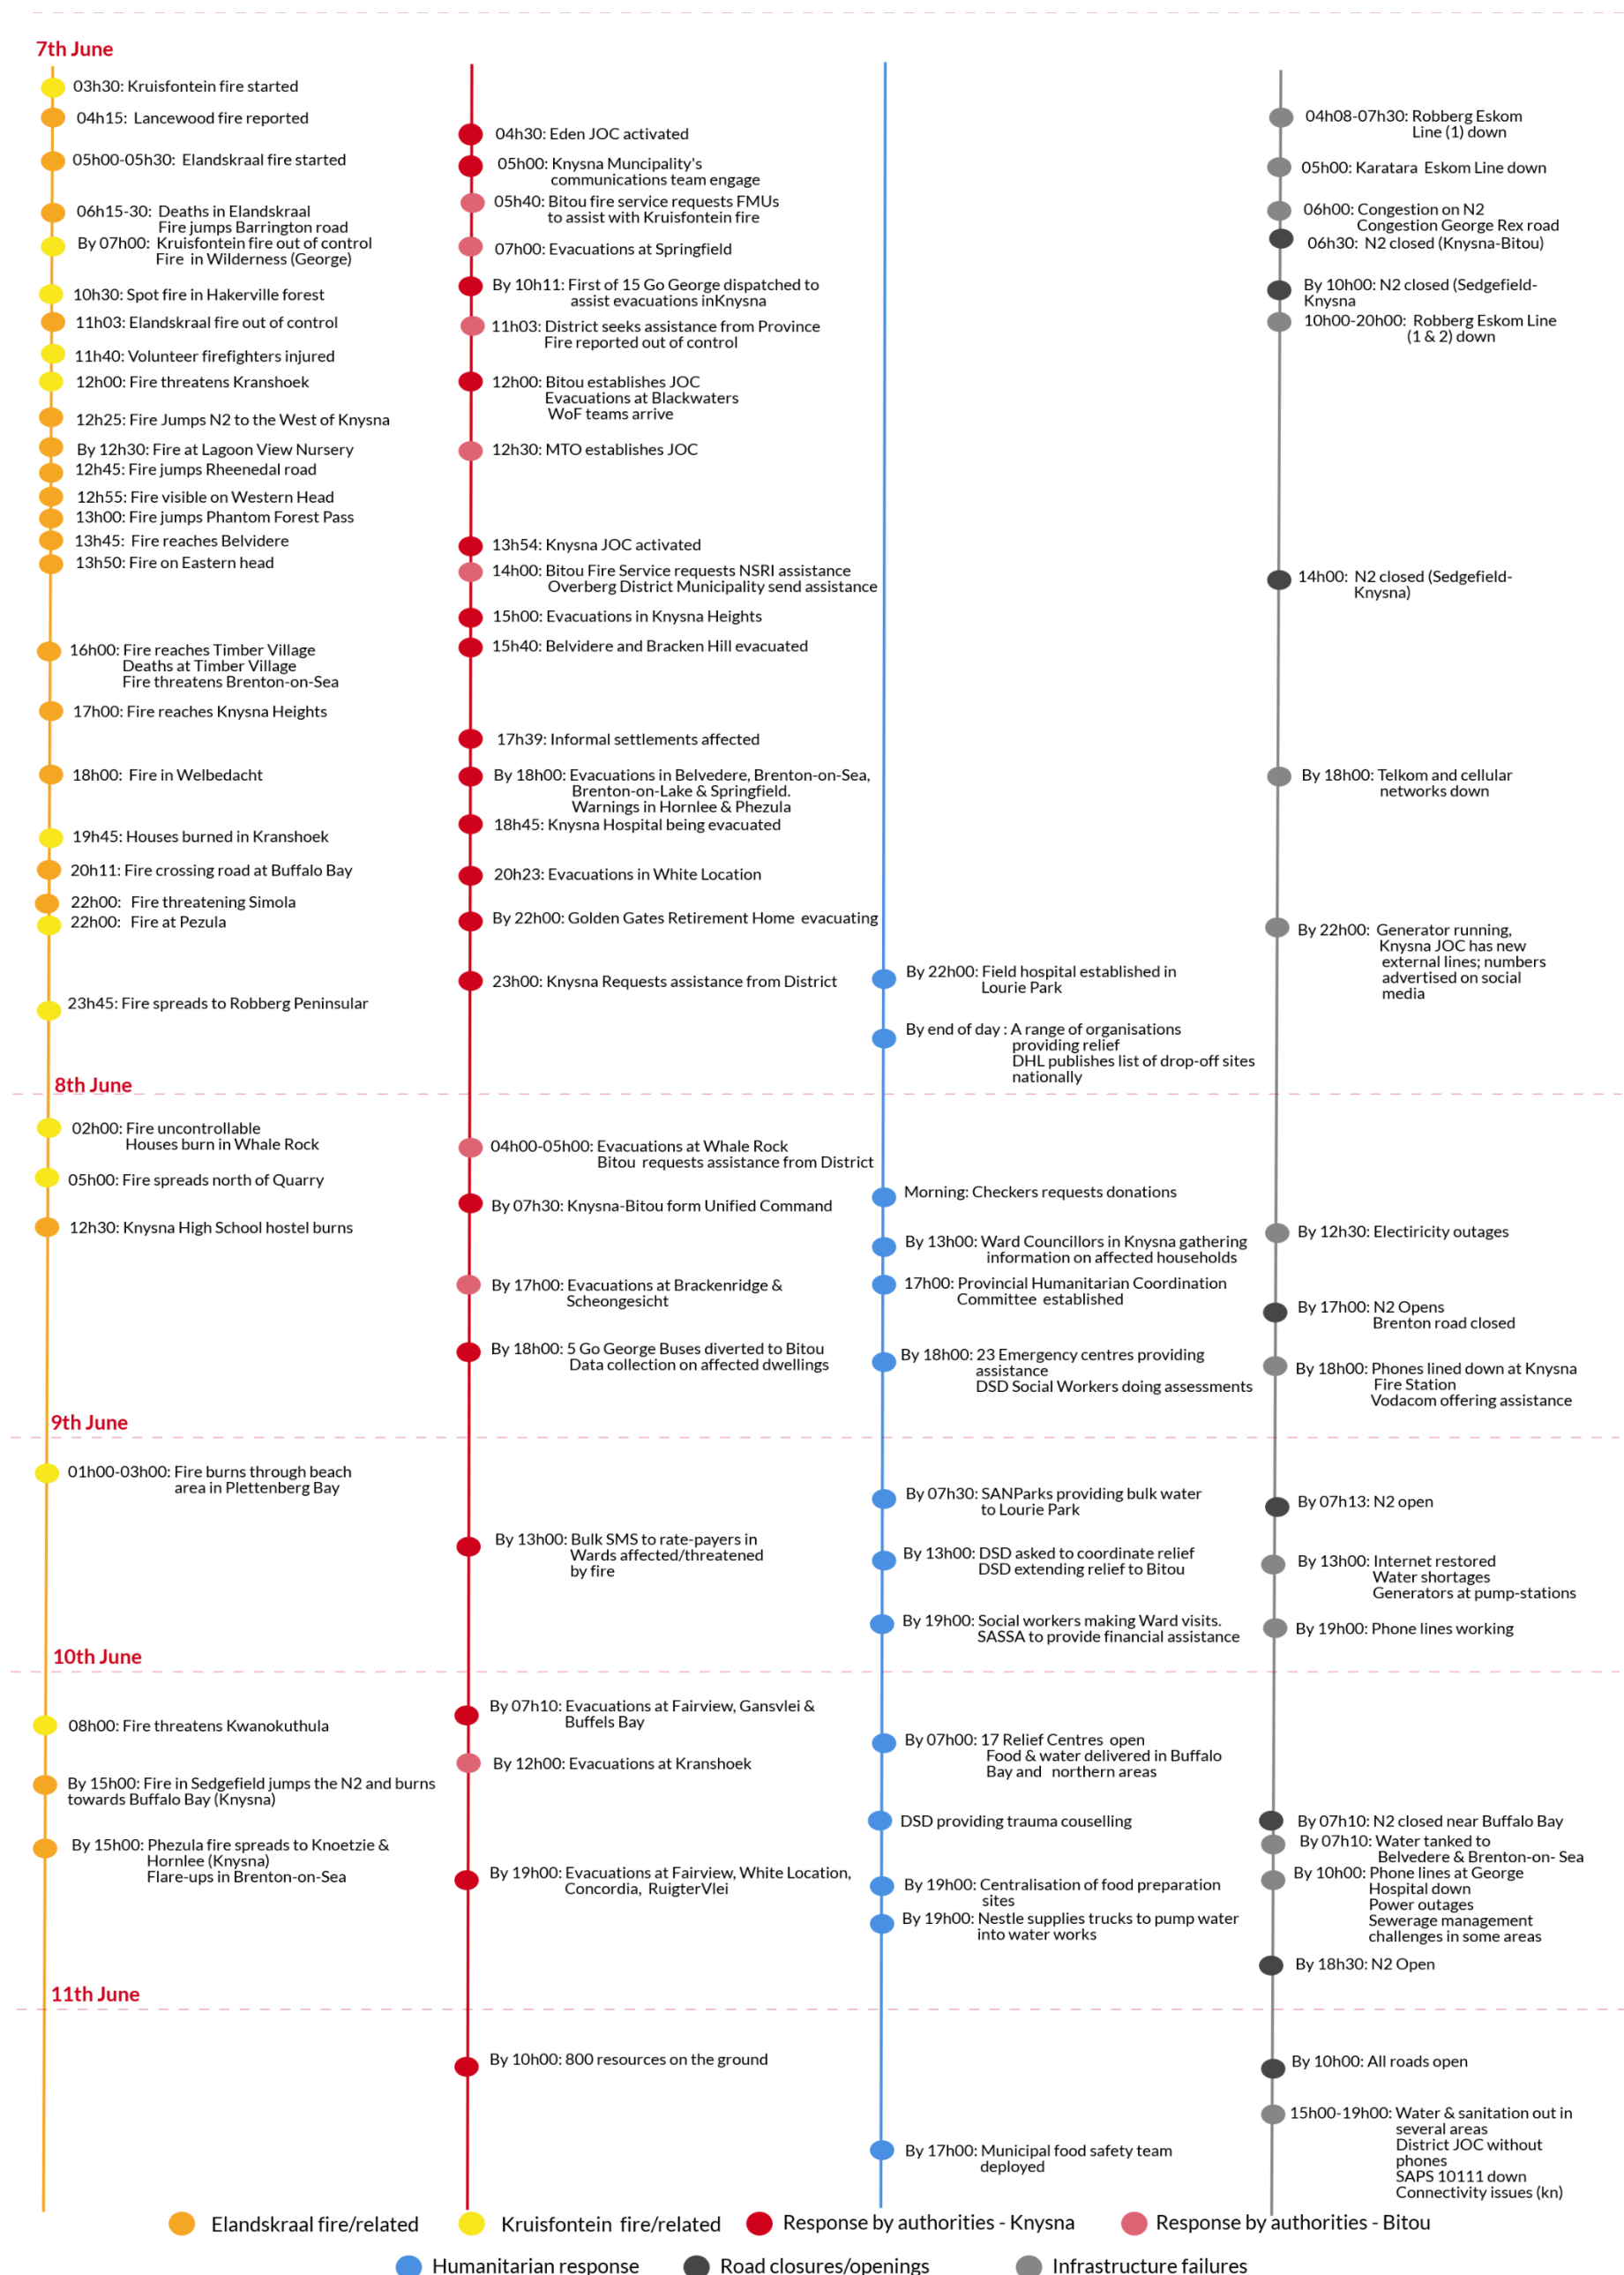 7th June
03h30: Kruisfontein fire started
04h15: Lancewood fire reported
05h00-05h30: Elandskraal fire started
06h15-30: Deaths in Elandskraal
Fire jumps Barrington road
By 07h00: Kruisfontein fire out of control
Fire in Wilderness (George)
10h30: Spot fire in Hakerville forest
11h03: Elandskraal fire out of control
11h40: Volunteer firefighters injured
12h00: Fire threatens Kranshoek
12h25: Fire Jumps N2 to the West of Knysna
By 12h30: Fire at Lagoon View Nursery
12h45: Fire jumps Rheenedal road
12h55: Fire visible on Western Head
13h00: Fire jumps Phantom Forest Pass
13h45: Fire reaches Belvidere
13h50: Fire on Eastern head
16h00: Fire reaches Timber Village
Deaths at Timber Village
Fire threatens Brenton-on-Sea
17h00: Fire reaches Knysna Heights
18h00: Fire in Welbedacht
19h45: Houses burned in Kranshoek
20h11: Fire crossing road at Buffalo Bay
22h00: Fire threatening Simola
22h00: Fire at Pezula
23h45: Fire spreads to Robberg Peninsular
04h30: Eden JOC activated
05h00: Knysna Muncipality's
communications team engage
05h40: Bitou fire service requests FMUs
to assist with Kruisfontein fire
07h00: Evacuations at Springfield
By 10h11: First of 15 Go George dispatched to
assist evacuations inKnysna
11h03: District seeks assistance from Province
Fire reported out of control
12h00: Bitou establishes JOC
Evacuations at Blackwaters
WoF teams arrive
12h30: MTO establishes JOC
13h54: Knysna JOC activated
14h00: Bitou Fire Service requests NSRI assistance
Overberg District Municipality send assistance
15h00: Evacuations in Knysna Heights
15h40: Belvidere and Bracken Hill evacuated
17h39: Informal settlements affected
By 18h00: Evacuations in Belvedere, Brenton-on-Sea,
Brenton-on-Lake & Springfield.
Warnings in Hornlee & Phezula
18h45: Knysna Hospital being evacuated
20h23: Evacuations in White Location
By 22h00: Golden Gates Retirement Home evacuating
23h00: Knysna Requests assistance from District
By 22h00: Field hospital established in
Lourie Park
By end of day : A range of organisations
providing relief
DHL publishes list of drop-off sites
nationally
04h08-07h30: Robberg Eskom
Line (1) down
05h00: Karatara Eskom Line down
06h00: Congestion on N2
Congestion George Rex road
06h30: N2 closed (Knysna-Bitou)
By 10h00: N2 closed (Sedgefield-
Knysna
10h00-20h00: Robberg Eskom Line
(1 & 2) down
14h00: N2 closed (Sedgefield-
Knysna)
By 18h00: Telkom and cellular
networks down
By 22h00: Generator running,
Knysna JOC has new
external lines; numbers
advertised on social
media
8th June
02h00: Fire uncontrollable
Houses burn in Whale Rock
05h00: Fire spreads north of Quarry
12h30: Knysna High School hostel burns
04h00-05h00: Evacuations at Whale Rock
Bitou requests assistance from District
By 07h30: Knysna-Bitou form Unified Command
By 17h00: Evacuations at Brackenridge &
Scheongesicht
By 18h00: 5 Go George Buses diverted to Bitou
Data collection on affected dwellings
Morning: Checkers requests donations
By 13h00: Ward Councillors in Knysna gathering
information on affected households
17h00: Provincial Humanitarian Coordination
Committee established
By 18h00: 23 Emergency centres providing
assistance
DSD Social Workers doing assessments
By 12h30: Electiricity outages
By 17h00: N2 Opens
Brenton road closed
By 18h00: Phones lined down at Knysna
Fire Station
Vodacom offering assistance
9th June
01h00-03h00: Fire burns through beach
area in Plettenberg Bay
By 13h00: Bulk SMS to rate-payers in
Wards affected/threatened
by fire
By 07h30: SANParks providing bulk water
to Lourie Park
By 13h00: DSD asked to coordinate relief
DSD extending relief to Bitou
By 19h00: Social workers making Ward visits.
SASSA to provide financial assistance
By 07h13: N2 open
By 13h00: Internet restored
Water shortages
Generators at pump-stations
By 19h00: Phone lines working
10th June
08h00: Fire threatens Kwanokuthula
By 15h00: Fire in Sedgefield jumps the N2 and burns
towards Buffalo Bay (Knysna)
By 15h00: Phezula fire spreads to Knoetzie &
Hornlee (Knysna)
Flare-ups in Brenton-on-Sea
By 07h10: Evacuations at Fairview, Gansvlei &
Buffels Bay
By 12h00: Evacuations at Kranshoek
By 19h00: Evacuations at Fairview, White Location,
Concordia, RuigterVlei
By 07h00: 17 Relief Centres open
Food & water delivered in Buffalo
Bay and northern areas
DSD providing trauma couselling
By 19h00: Centralisation of food preparation
sites
By 19h00: Nestle supplies trucks to pump water
into water works
By 07h10: N2 closed near Buffalo Bay
By 07h10: Water tanked to
Belvedere & Brenton-on- Sea
By 10h00: Phone lines at George
Hospital down
Power outages
Sewerage management
challenges in some areas
By 18h30: N2 Open
11th June
By 10h00: 800 resources on the ground
By 17h00: Municipal food safety team
deployed
By 10h00: All roads open
15h00-19h00: Water & sanitation out in
several areas
District JOC without
phones
SAPS 10111 down
Connectivity issues (kn)
Elandskraal fire/related
Kruisfontein fire/related
Response by authorities - Knysna
Response by authorities - Bitou
Humanitarian response
Road closures/openings
Infrastructure failures